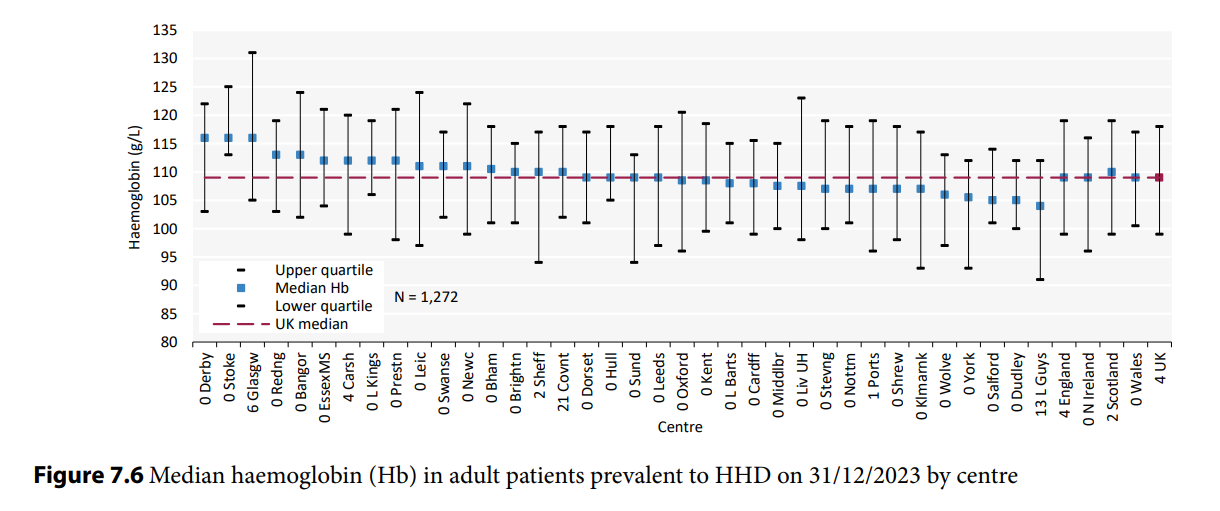 135
130
125
120
115
110
105
100
95
90
85
80
Haemoglobin (g/L)
Upper quartile
Median Hb
Lower quartile
UK median
N = 1,272
0 Derby
0 Stoke
6 Glasgw
0 Redng
0 Bangor
0 EssexMS
4 Carsh
0 L Kings
0 Prestn
0 Leic
0 Swanse
0 Newc
0 Bham
0 Brightn
2 Sheff
21 Covnt
0 Dorset
0 Hull
0 Sund
0 Leeds
0 Oxford
0 Kent
0 L Barts
0 Cardff
0 Middlbr
0 Liv UH
0 Stevng
0 Nottm
1 Ports
0 Shrew
0 Klmarnk
0 Wolve
0 York
0 Salford
0 Dudley
13 L Guys
4 England
0 N Ireland
2 Scotland
0 Wales
4 UK
Centre
Figure 7.6 Median haemoglobin (Hb) in adult patients prevalent to HHD on 31/12/2023 by centre